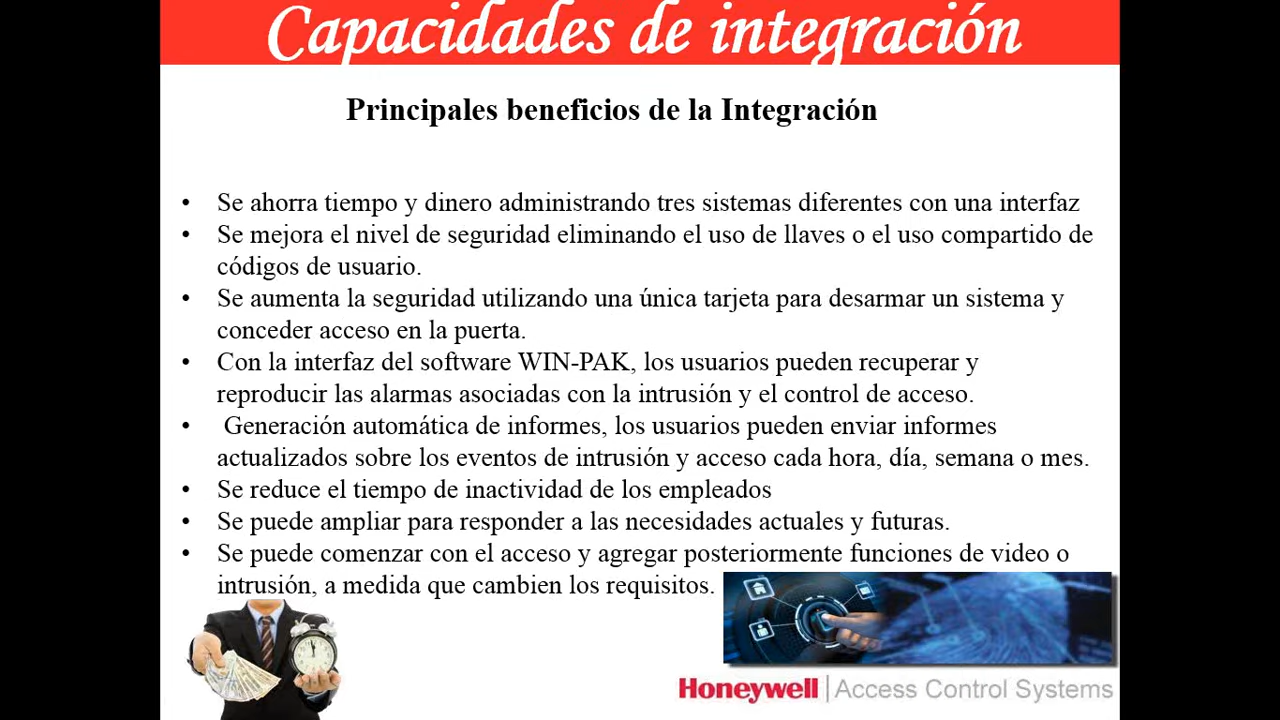 Capacidades de integración
Principales beneficios de la Integración
• Se ahorra tiempo y dinero administrando tres sistemas diferentes con una interfaz
• Se mejora el nivel de seguridad eliminando el uso de llaves o el uso compartido de
códigos de usuario.
• Se aumenta la seguridad utilizando una única tarjeta para desarmar un sistema y
conceder acceso en la puerta.
• Con la interfaz del software WIN-PAK, los usuarios pueden recuperar y
reproducir las alarmas asociadas con la intrusión y el control de acceso.
• Generación automática de informes, los usuarios pueden enviar informes
actualizados sobre los eventos de intrusión y acceso cada hora, día, semana o mes.
• Se reduce el tiempo de inactividad de los empleados
• Se puede ampliar para responder a las necesidades actuales y futuras.
• Se puede comenzar con el acceso y agregar posteriormente funciones de video o
intrusión, a medida que cambien los requisitos.
Honeywell | Access Control Systems